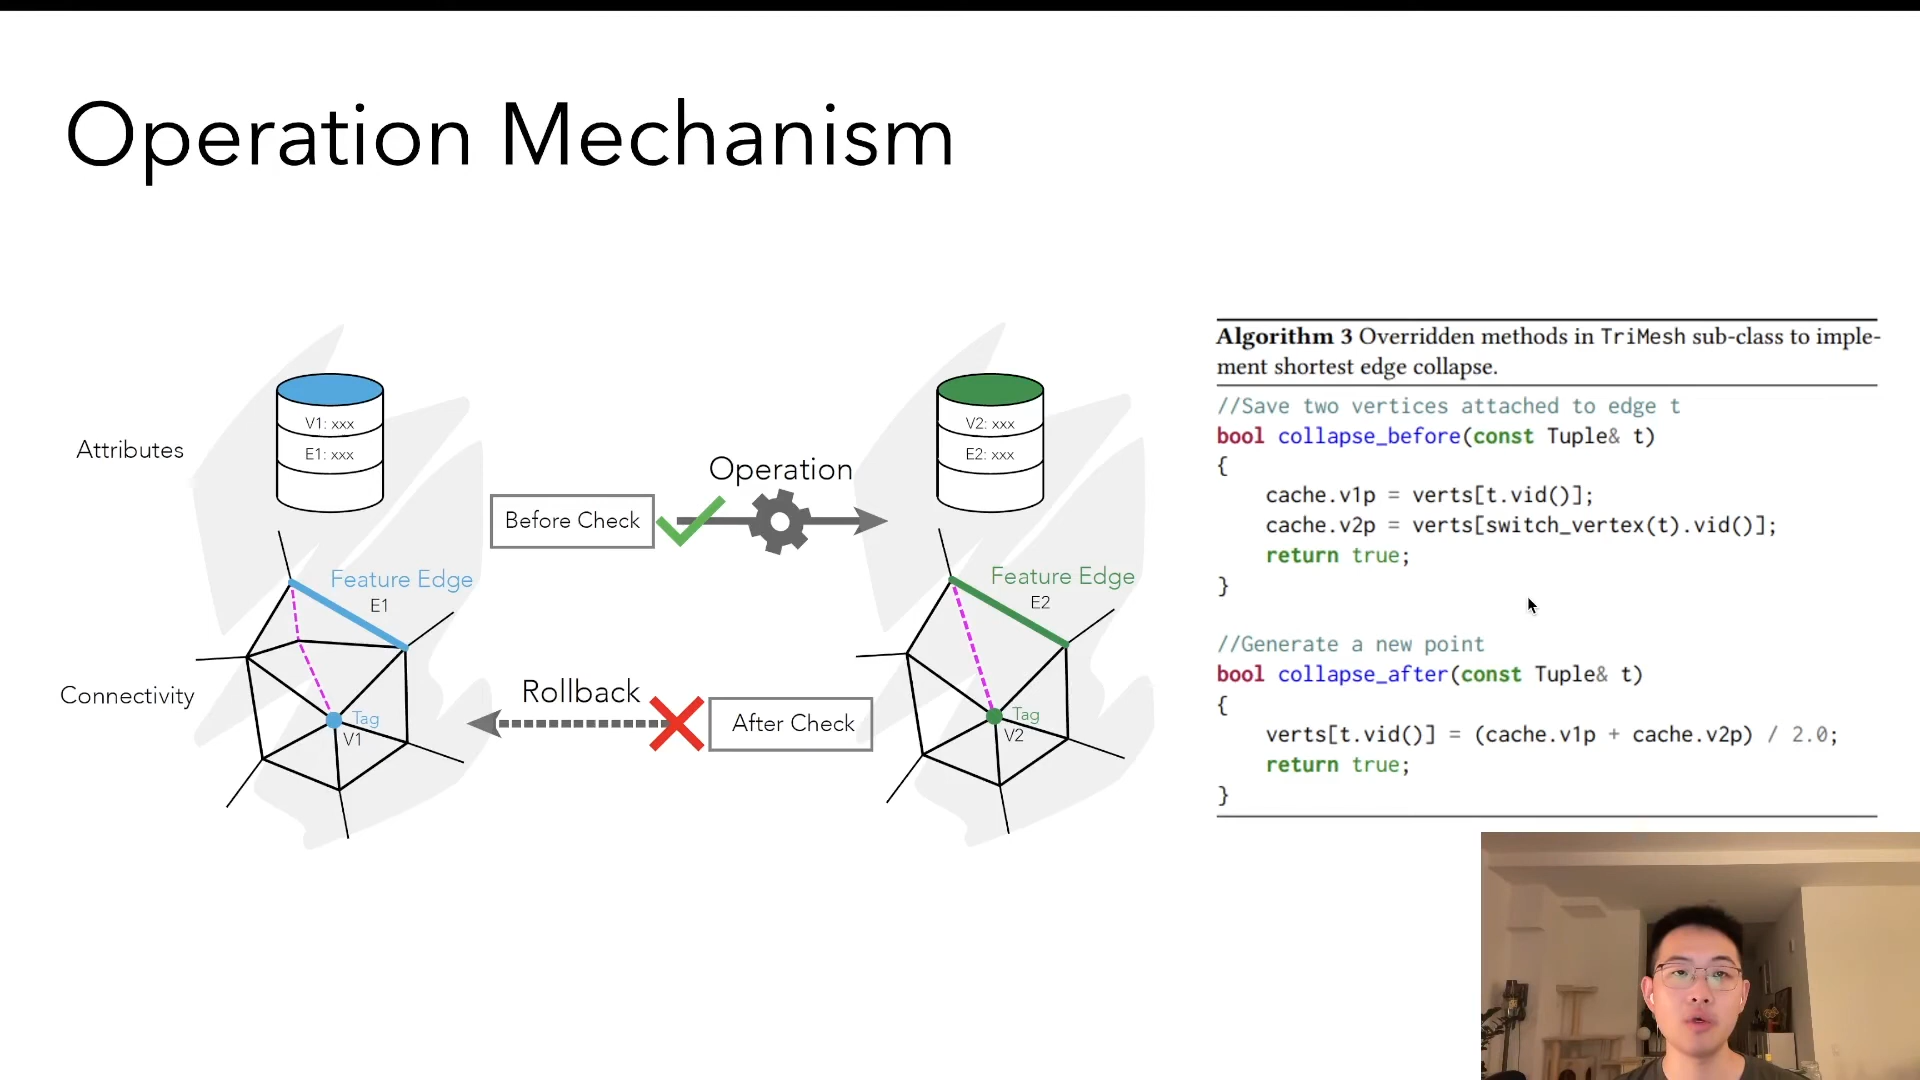 Operation Mechanism
Attributes
V1: xxx
E1: xxx
Before Check
Operation
V2: xxx
E2: xxx
Feature Edge
E1
Feature Edge
E2
Connectivity
Tag
V1
Rollback
After Check
Tag
V2
Algorithm 3 Overridden methods in TriMesh sub-class to imple-
ment shortest edge collapse.
//Save two vertices attached to edge t
bool collapse_before(const Tuple& t)
{
    cache.v1p = verts[t.vid()];
    cache.v2p = verts[switch_vertex(t).vid()];
    return true;
}
//Generate a new point
bool collapse_after(const Tuple& t)
{
    verts[t.vid()] = (cache.v1p + cache.v2p) / 2.0;
    return true;
}